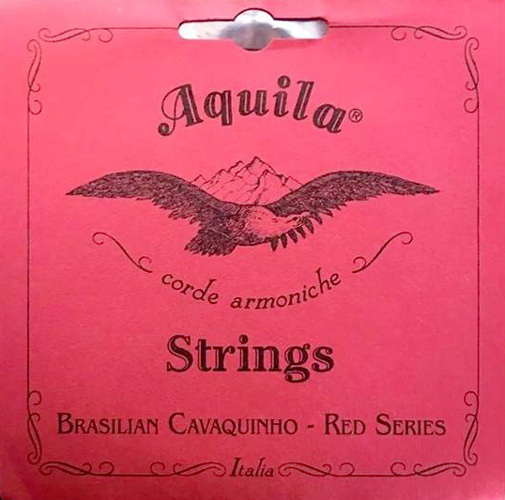 Aquila®
corde armoniche
Strings
BRASILIAN CAVAQUINHO - RED SERIES
Italia